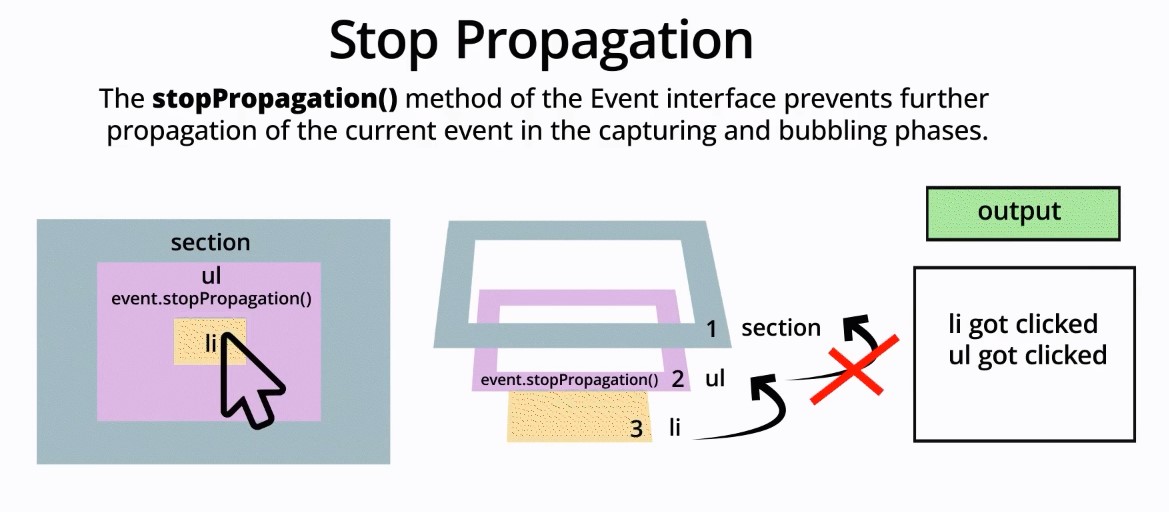 Stop Propagation
The stopPropagation() method of the Event interface prevents further
propagation of the current event in the capturing and bubbling phases.
section
ul
event.stopPropagation()
li
1 section
event.stopPropagation() 2 ul
3 li
output
li got clicked
ul got clicked